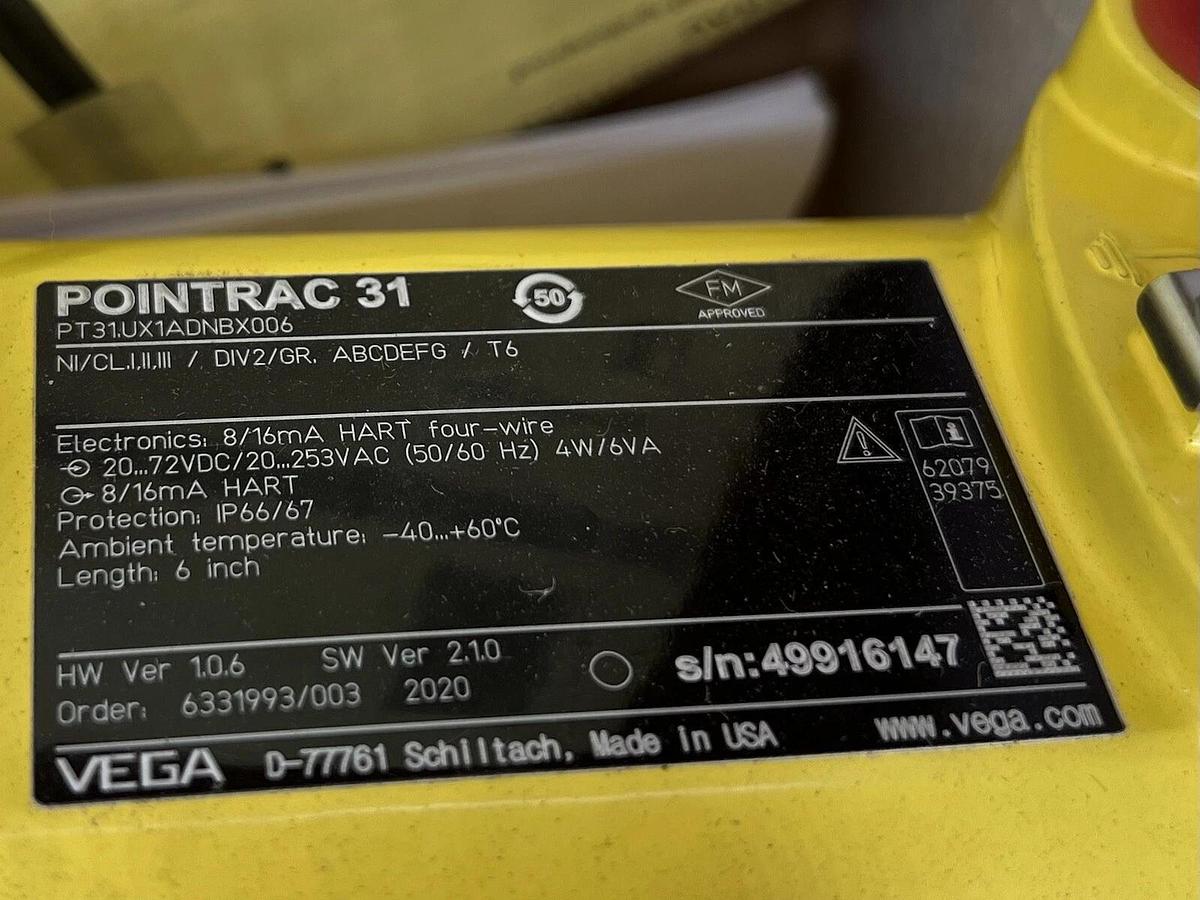 POINTRAC 31
PT31.UX1ADNBX006
50
FM
APPROVED
NI/CL.I,II,III / DIV2/GR. ABCDEFG / T6
Electronics: 8/16mA HART four-wire
20...72VDC/20...253VAC (50/60 Hz) 4W/6VA
8/16mA HART
Protection: IP66/67
Ambient temperature: -40...+60°C
Length: 6 inch
i
62079
39375
HW Ver 1.0.6 SW Ver 2.1.0
Order: 6331993/003 2020
s/n:49916147
VEGA D-77761 Schiltach, Made in USA www.vega.com